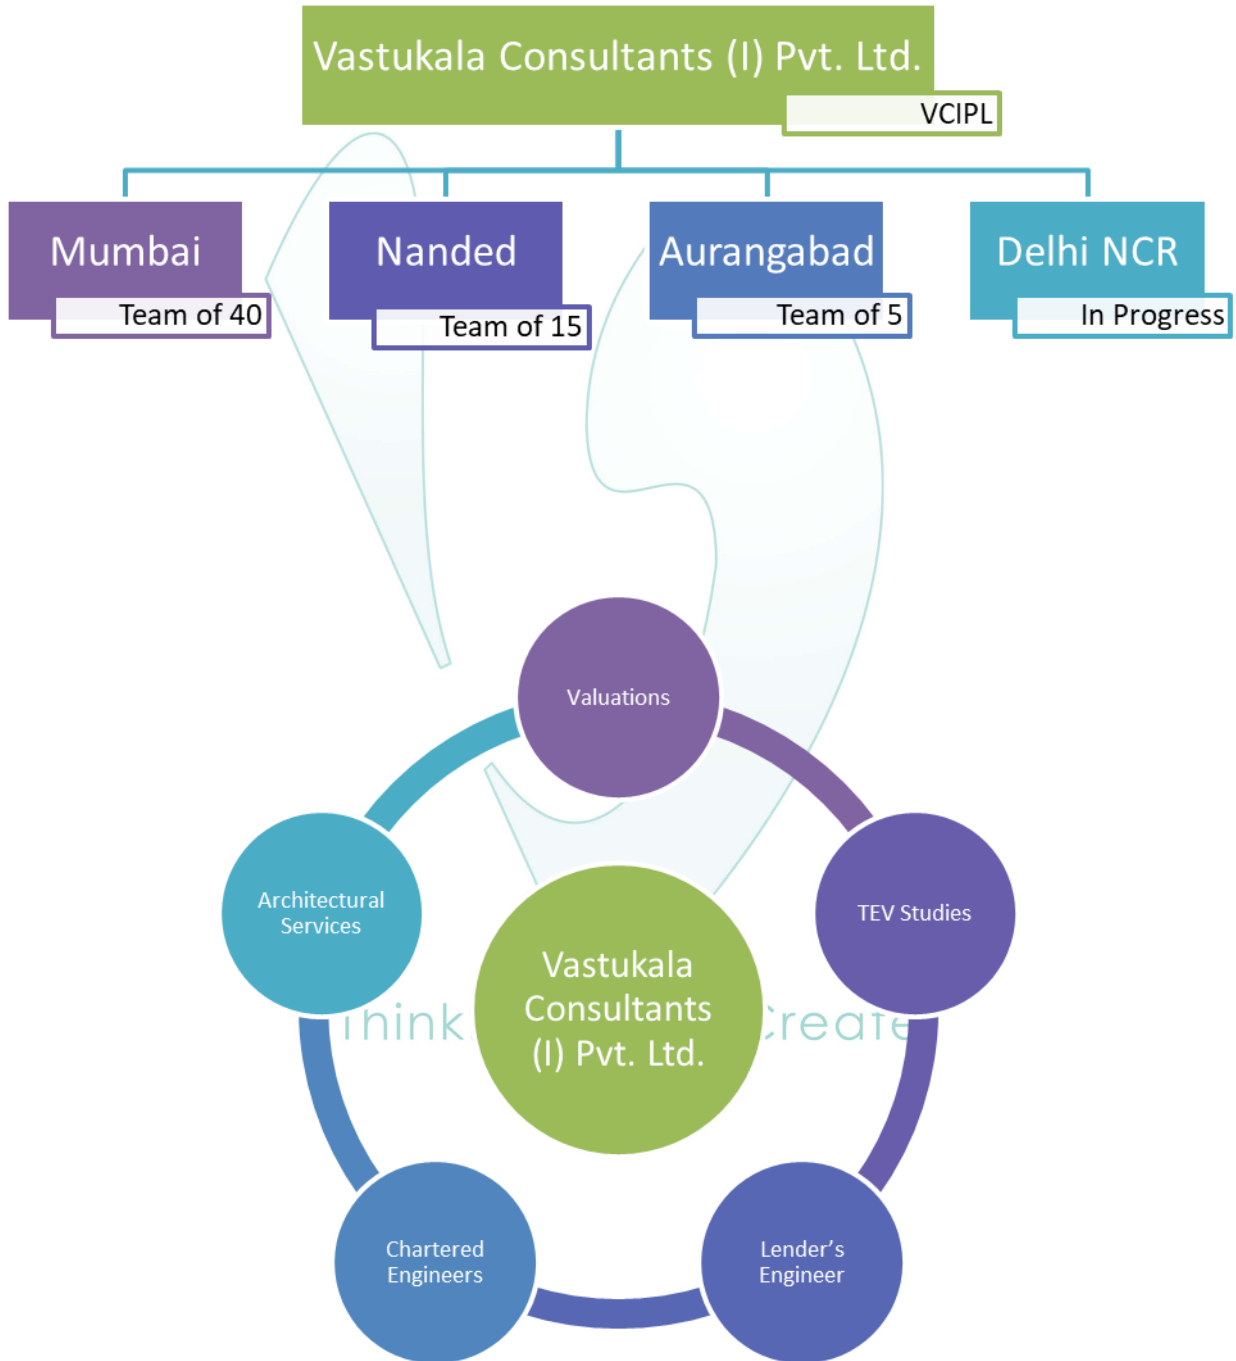 Vastukala Consultants (I) Pvt. Ltd.
VCIPL
Mumbai
Team of 40
Nanded
Team of 15
Aurangabad
Team of 5
Delhi NCR
In Progress
Valuations
Architectural
Services
TEV Studies
Vastukala
Consultants
(I) Pvt. Ltd.
Think
Create
Chartered
Engineers
Lender's
Engineer